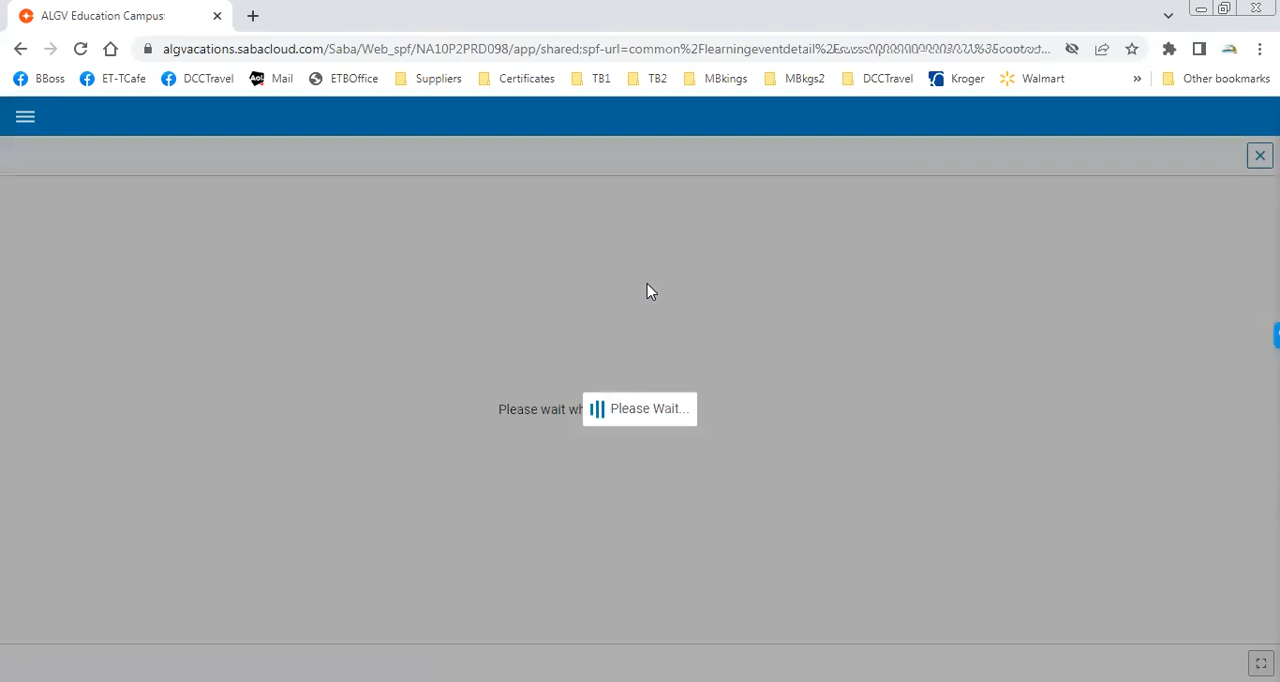 ALGV Education Campus
algvacations.sabacloud.com/Saba/Web_spf/NA10P2PRD098/app/shared;spf-url=common%2Flearningeventdetail%2F
BBoss ET-TCafe DCCTravel Mail ETBOffice Suppliers Certificates TB1 TB2 MBkings MBkgs2 DCCTravel Kroger Walmart » Other bookmarks
Please wait wh
Please Wait...